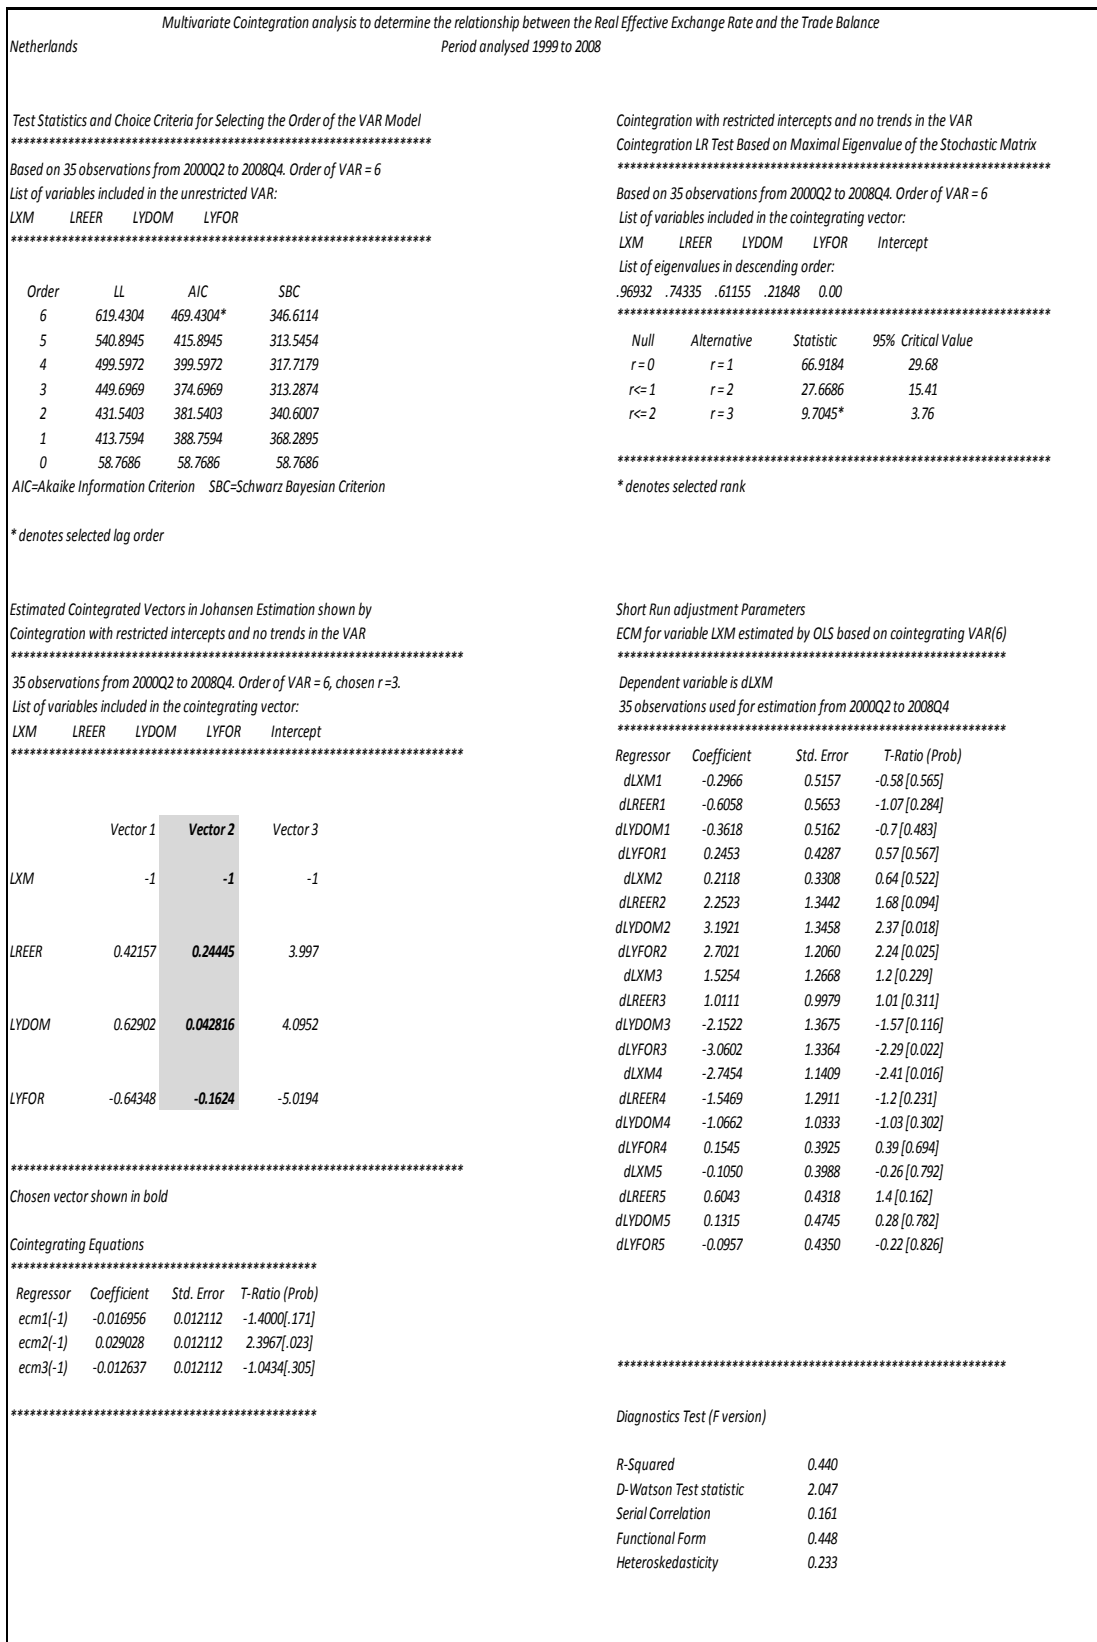 Multivariate Cointegration analysis to determine the relationship between the Real Effective Exchange Rate and the Trade Balance
Netherlands Period analysed 1999 to 2008
Test Statistics and Choice Criteria for Selecting the Order of the VAR Model
******************************************************************
Based on 35 observations from 2000Q2 to 2008Q4. Order of VAR = 6
List of variables included in the unrestricted VAR:
LXM LREER LYDOM LYFOR
******************************************************************
Order LL AIC SBC
6 619.4304 469.4304* 346.6114
5 540.8945 415.8945 313.5454
4 499.5972 399.5972 317.7179
3 449.6969 374.6969 313.2874
2 431.5403 381.5403 340.6007
1 413.7594 388.7594 368.2895
0 58.7686 58.7686 58.7686
AIC=Akaike Information Criterion SBC=Schwarz Bayesian Criterion
* denotes selected lag order
Cointegration with restricted intercepts and no trends in the VAR
Cointegration LR Test Based on Maximal Eigenvalue of the Stochastic Matrix
********************************************************************
Based on 35 observations from 2000Q2 to 2008Q4. Order of VAR = 6
List of variables included in the cointegrating vector:
LXM LREER LYDOM LYFOR Intercept
List of eigenvalues in descending order:
.96932 .74335 .61155 .21848 0.00
********************************************************************
Null Alternative Statistic 95% Critical Value
r = 0 r = 1 66.9184 29.68
r<= 1 r = 2 27.6686 15.41
r<= 2 r = 3 9.7045* 3.76
********************************************************************
* denotes selected rank
Estimated Cointegrated Vectors in Johansen Estimation shown by
Cointegration with restricted intercepts and no trends in the VAR
***********************************************************************
35 observations from 2000Q2 to 2008Q4. Order of VAR = 6, chosen r =3.
List of variables included in the cointegrating vector:
LXM LREER LYDOM LYFOR Intercept
***********************************************************************
Vector 1 Vector 2 Vector 3
LXM -1 -1 -1
LREER 0.42157 0.24445 3.997
LYDOM 0.62902 0.042816 4.0952
LYFOR -0.64348 -0.1624 -5.0194
***********************************************************************
Chosen vector shown in bold
Cointegrating Equations
************************************************
Regressor Coefficient Std. Error T-Ratio (Prob)
ecm1(-1) -0.016956 0.012112 -1.4000[.171]
ecm2(-1) 0.029028 0.012112 2.3967[.023]
ecm3(-1) -0.012637 0.012112 -1.0434[.305]
************************************************
Short Run adjustment Parameters
ECM for variable LXM estimated by OLS based on cointegrating VAR(6)
*************************************************************
Dependent variable is dLXM
35 observations used for estimation from 2000Q2 to 2008Q4
*************************************************************
Regressor Coefficient Std. Error T-Ratio (Prob)
dLXM1 -0.2966 0.5157 -0.58 [0.565]
dLREER1 -0.6058 0.5653 -1.07 [0.284]
dLYDOM1 -0.3618 0.5162 -0.7 [0.483]
dLYFOR1 0.2453 0.4287 0.57 [0.567]
dLXM2 0.2118 0.3308 0.64 [0.522]
dLREER2 2.2523 1.3442 1.68 [0.094]
dLYDOM2 3.1921 1.3458 2.37 [0.018]
dLYFOR2 2.7021 1.2060 2.24 [0.025]
dLXM3 1.5254 1.2668 1.2 [0.229]
dLREER3 1.0111 0.9979 1.01 [0.311]
dLYDOM3 -2.1522 1.3675 -1.57 [0.116]
dLYFOR3 -3.0602 1.3364 -2.29 [0.022]
dLXM4 -2.7454 1.1409 -2.41 [0.016]
dLREER4 -1.5469 1.2911 -1.2 [0.231]
dLYDOM4 -1.0662 1.0333 -1.03 [0.302]
dLYFOR4 0.1545 0.3925 0.39 [0.694]
dLXM5 -0.1050 0.3988 -0.26 [0.792]
dLREER5 0.6043 0.4318 1.4 [0.162]
dLYDOM5 0.1315 0.4745 0.28 [0.782]
dLYFOR5 -0.0957 0.4350 -0.22 [0.826]
*************************************************************
Diagnostics Test (F version)
R-Squared 0.440
D-Watson Test statistic 2.047
Serial Correlation 0.161
Functional Form 0.448
Heteroskedasticity 0.233